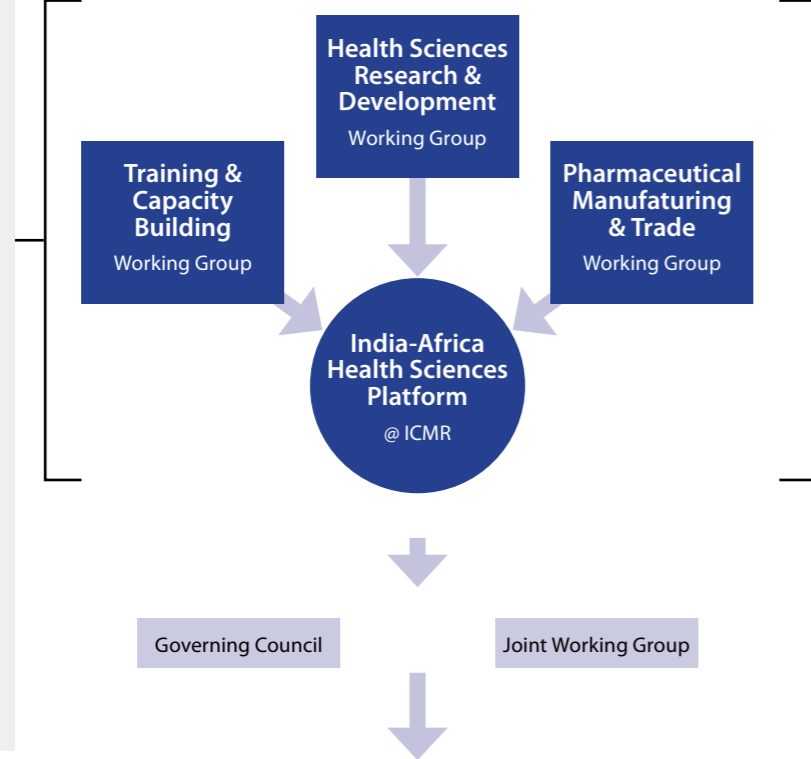 Health Sciences
Research &
Development
Working Group
Training &
Capacity
Building
Working Group
Pharmaceutical
Manufaturing
& Trade
Working Group
India-Africa
Health Sciences
Platform
@ ICMR
Governing Council
Joint Working Group